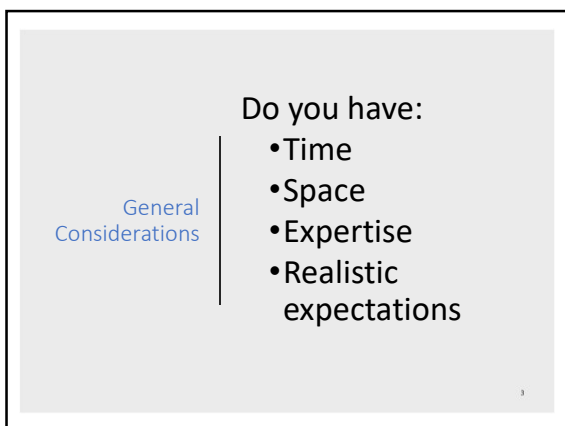 General
Considerations
Do you have:
•Time
•Space
•Expertise
•Realistic
expectations
3